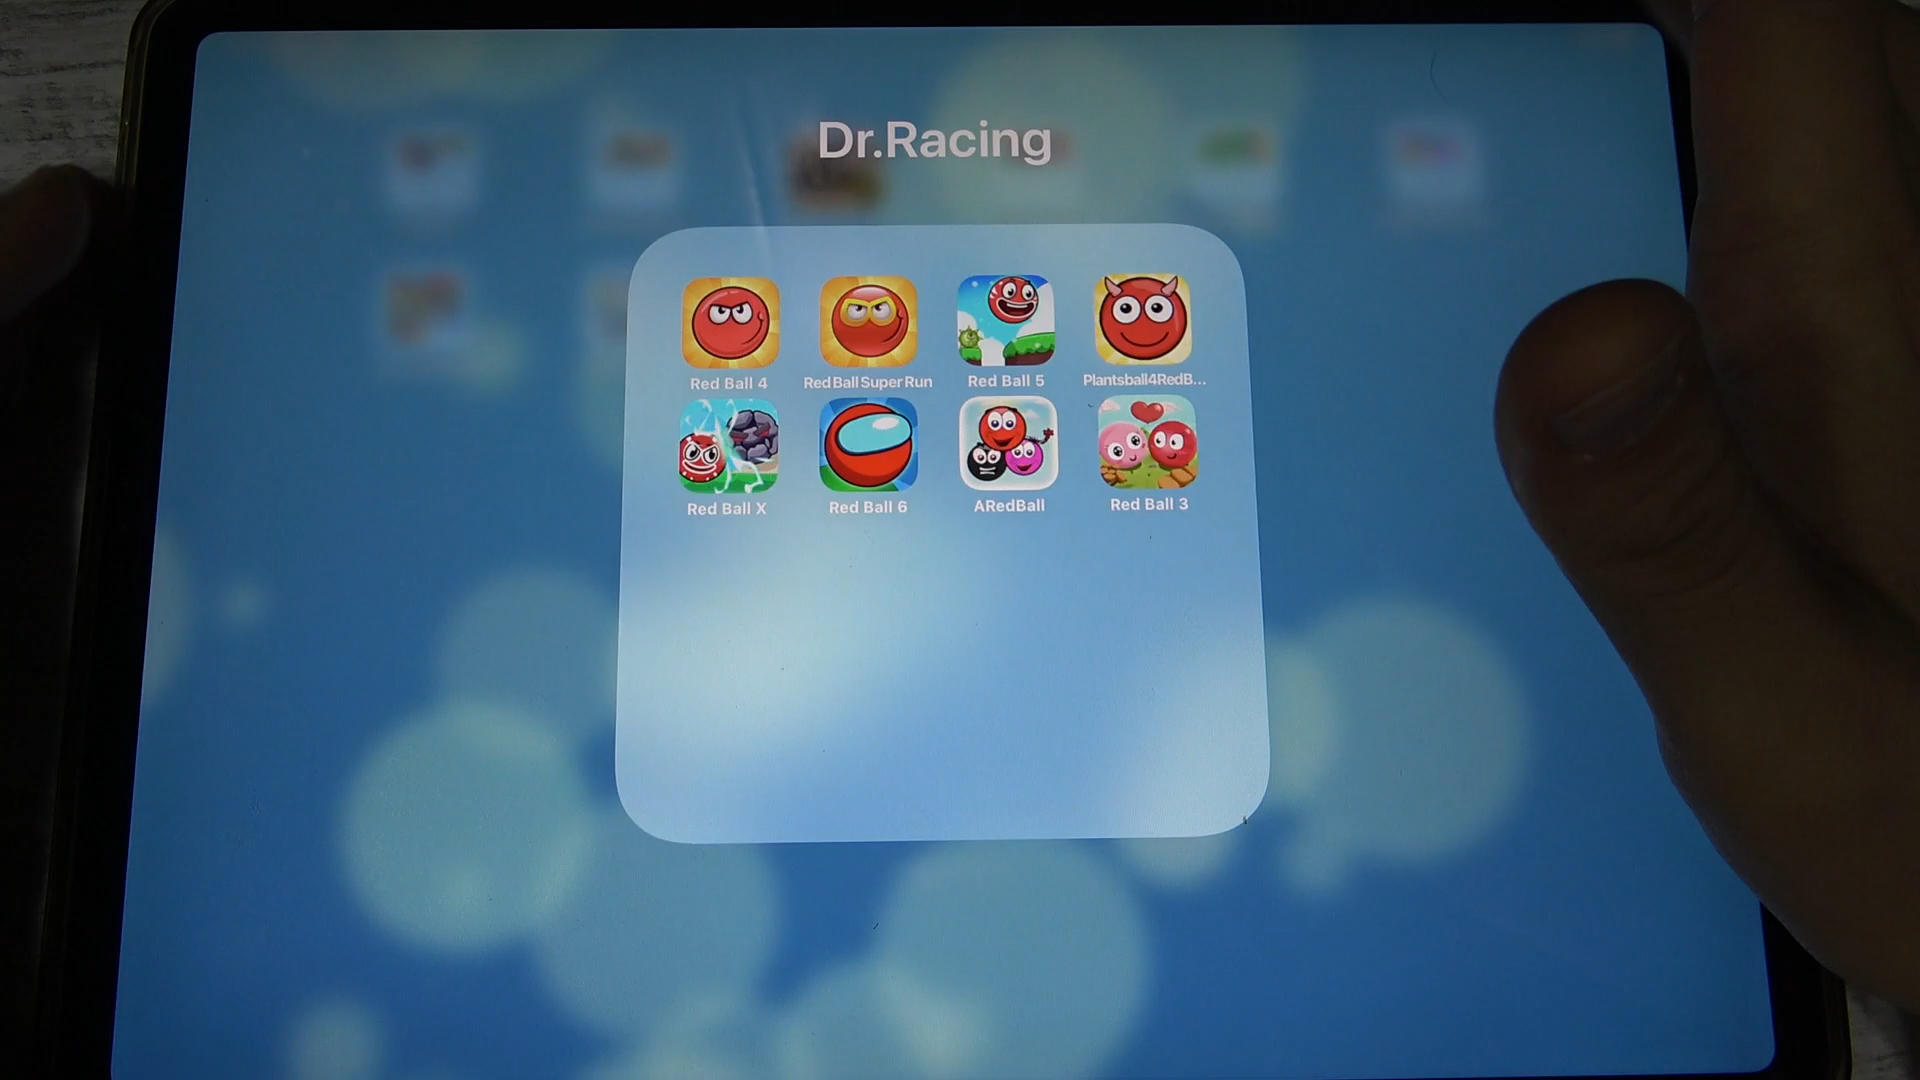 Dr.Racing
Red Ball 4
Red Ball Super Run
Red Ball 5
Plantsball4RedB...
Red Ball X
Red Ball 6
ARedBall
Red Ball 3